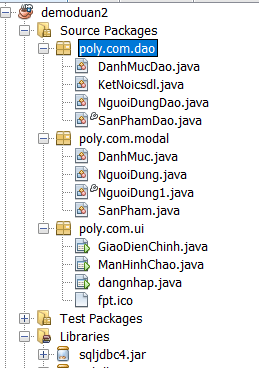 demoduan2
Source Packages
poly.com.dao
DanhMucDao.java
KetNoicsdl.java
NguoiDungDao.java
SanPhamDao.java
poly.com.modal
DanhMuc.java
NguoiDung.java
NguoiDung1.java
SanPham.java
poly.com.ui
GiaoDienChinh.java
ManHinhChao.java
dangnhap.java
fpt.ico
Test Packages
Libraries
sqljdbc4.jar